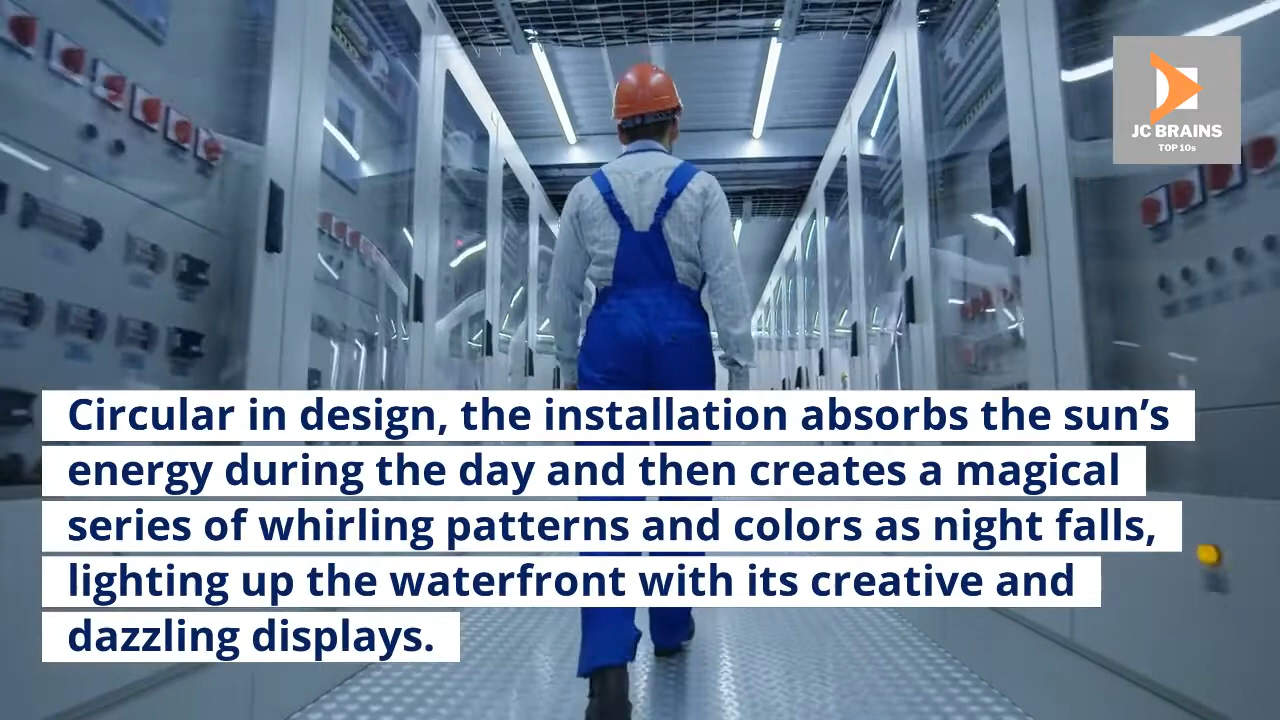 JC BRAINS
TOP 10s
Circular in design, the installation absorbs the sun’s
energy during the day and then creates a magical
series of whirling patterns and colors as night falls,
lighting up the waterfront with its creative and
dazzling displays.